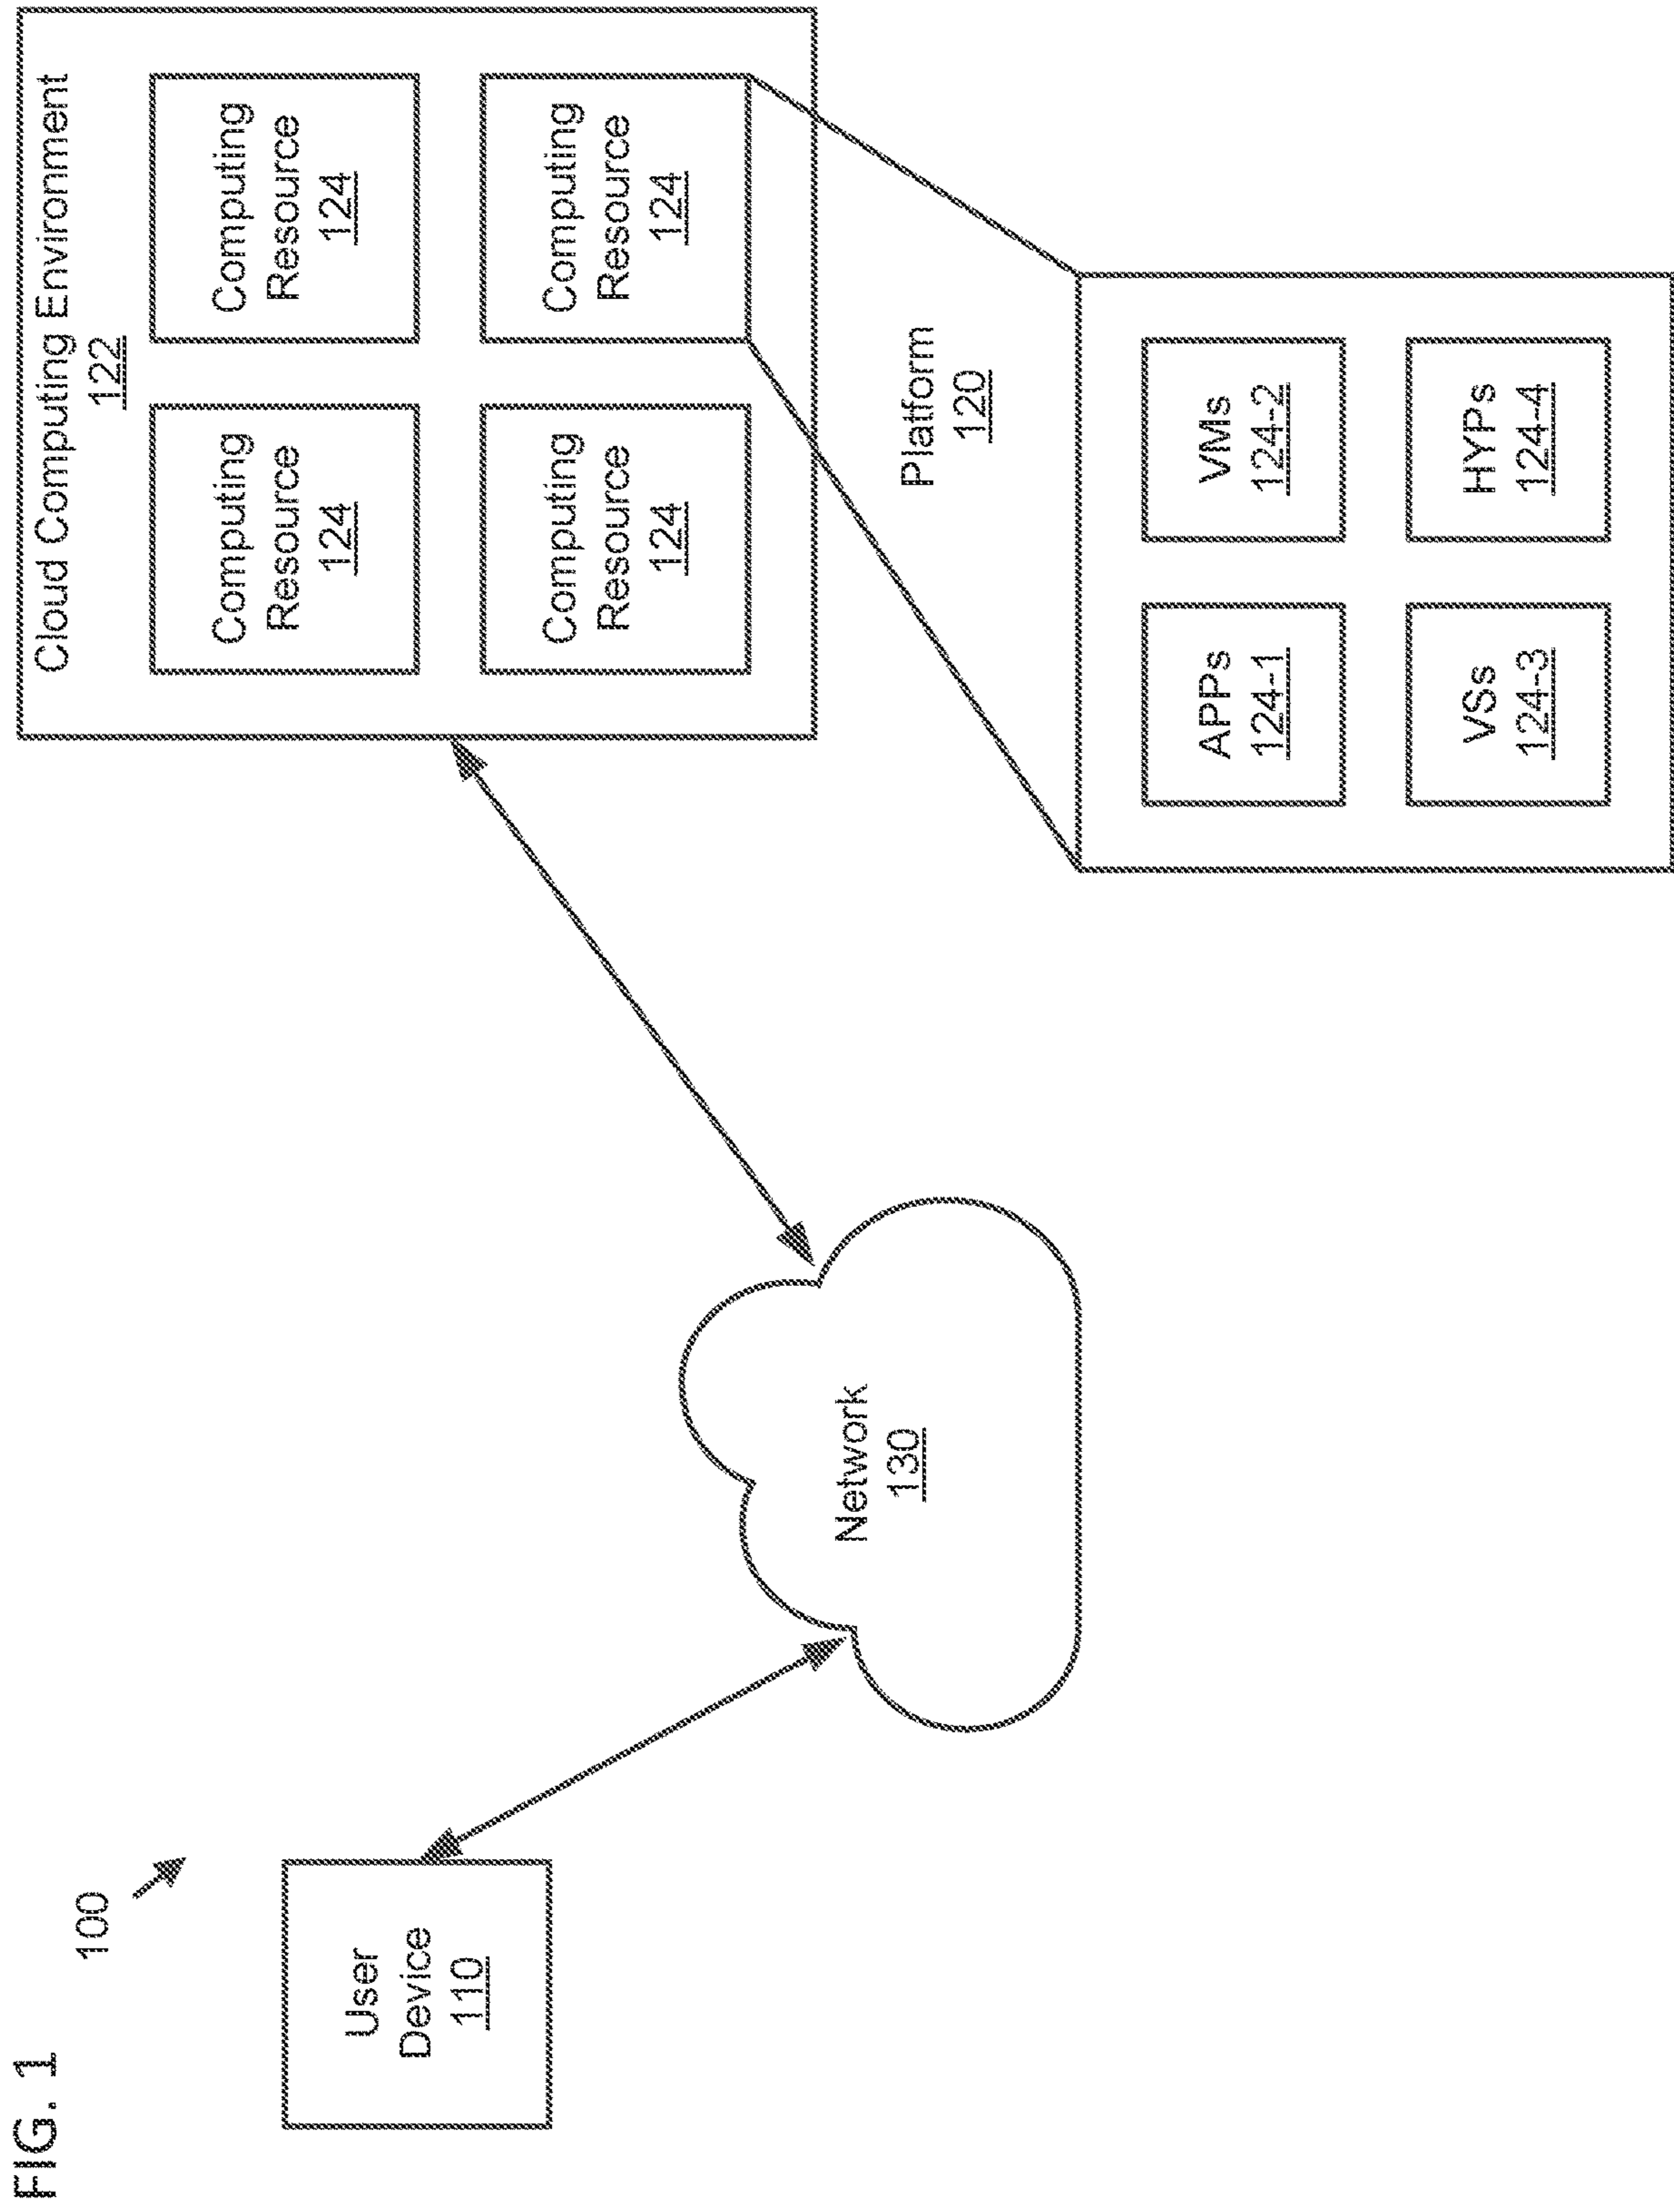 FIG. 1
100
User
Device
110
Network
130
Cloud Computing Environment
122
Computing
Resource
124
Computing
Resource
124
Computing
Resource
124
Computing
Resource
124
Platform
120
APPs
124-1
VMs
124-2
VSs
124-3
HYPs
124-4